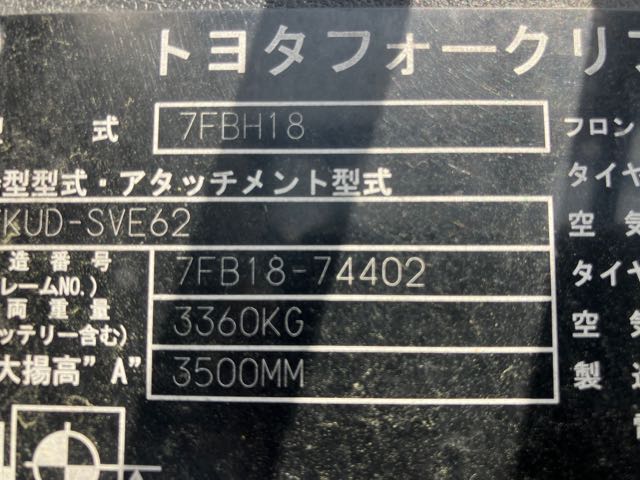 トヨタフォークリフ
式 7FBH18 フロン
型型式・アタッチメント型式 タイヤ
KUD-SVE62 空気
造番号 7FB18-74402 タイヤ
レームNO.)
両重量 3360KG 空気
ッテリー含む)
大揚高"A" 3500MM 製造